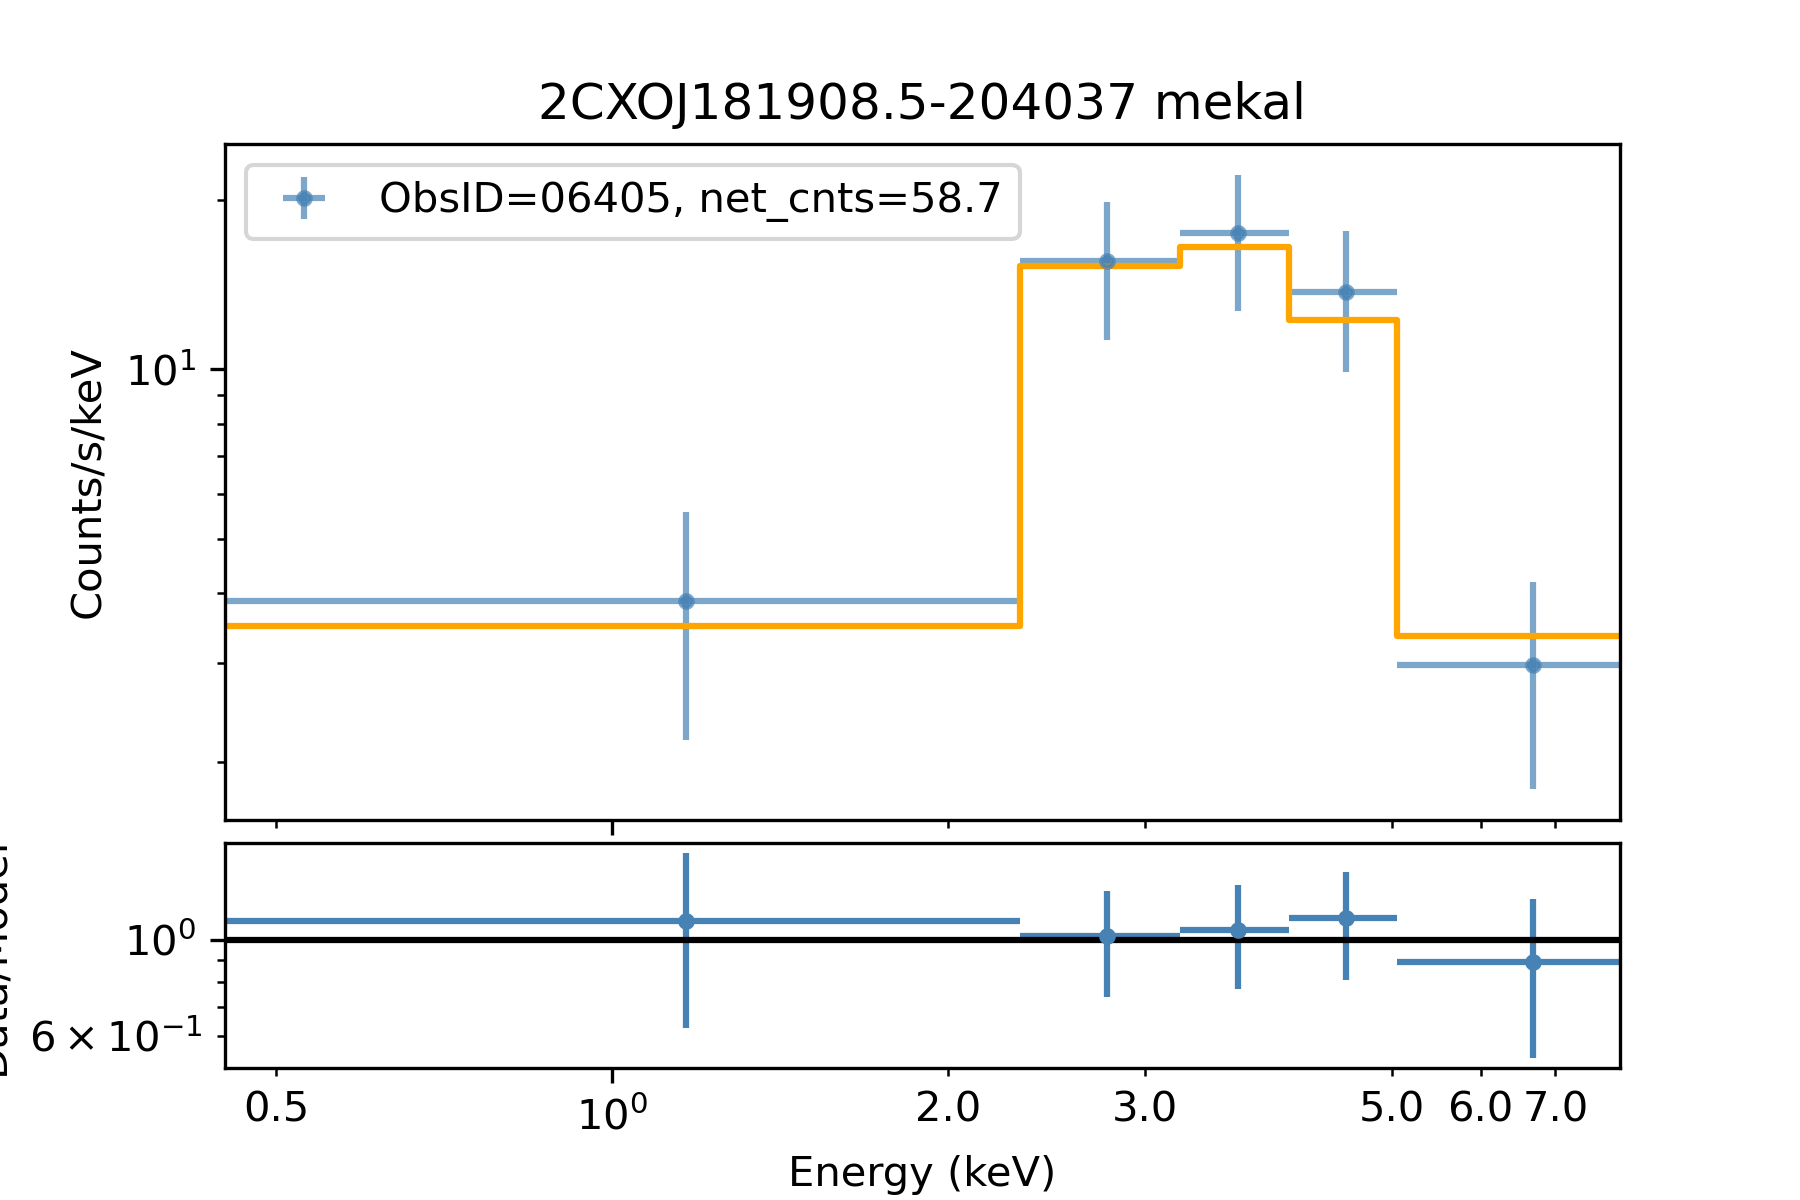 2CXOJ181908.5-204037 mekal
ObsID=06405, net_cnts=58.7
Counts/s/keV
10¹
10⁰
6 × 10⁻¹
0.5
10⁰
2.0
3.0
5.0
6.0
7.0
Energy (keV)